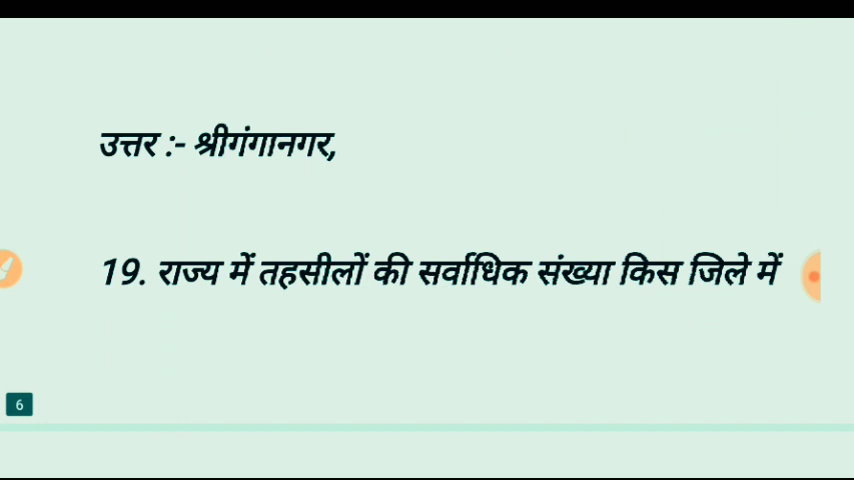 उत्तर :- श्रीगंगानगर,
19. राज्य में तहसीलों की सर्वाधिक संख्या किस जिले में
6